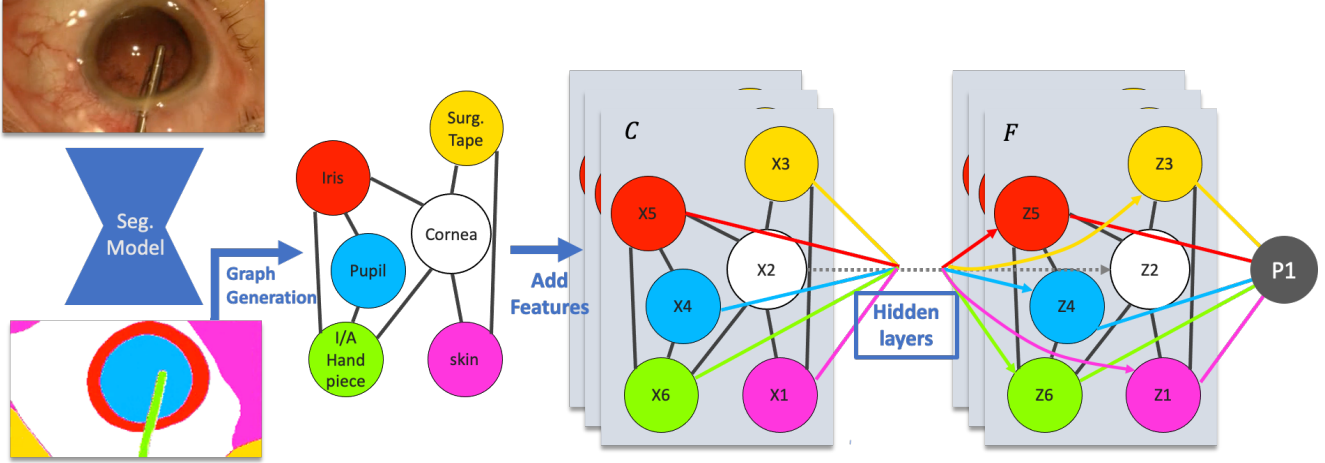 Seg.
Model
Graph
Generation
Iris
Surg.
Tape
Cornea
Pupil
I/A
Hand
piece
skin
Add
Features
C
X3
X5
X2
X4
X6
X1
Hidden
layers
F
Z3
Z5
Z2
Z4
Z6
Z1
P1